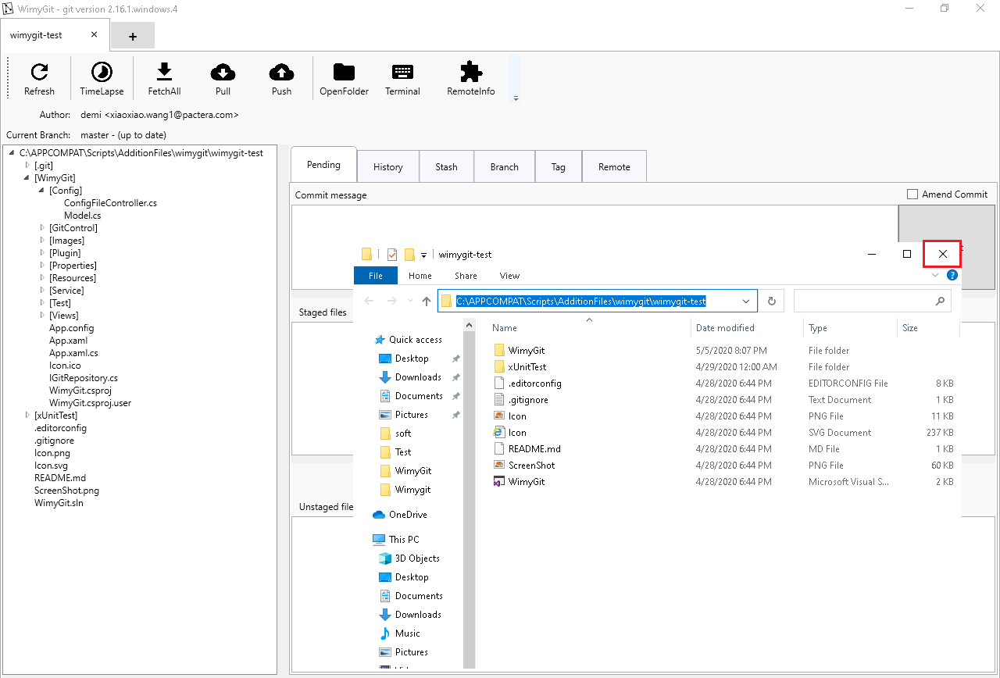 WimyGit - git version 2.16.1.windows.4
wimygit-test
+
Refresh
TimeLapse
FetchAll
Pull
Push
OpenFolder
Terminal
RemoteInfo
Author: demi <xiaoxiao.wang1@pactera.com>
Current Branch: master - (up to date)
C:\APPCOMPAT\Scripts\AdditionFiles\wimygit\wimygit-test
[.git]
[WimyGit]
[Config]
ConfigFileController.cs
Model.cs
[GitControl]
[Images]
[Plugin]
[Properties]
[Resources]
[Service]
[Test]
[Views]
App.config
App.xaml
App.xaml.cs
Icon.ico
IGitRepository.cs
WimyGit.csproj
WimyGit.csproj.user
[xUnitTest]
.editorconfig
.gitignore
Icon.png
Icon.svg
README.md
ScreenShot.png
WimyGit.sln
Pending
History
Stash
Branch
Tag
Remote
Commit message
Amend Commit
Staged files
Unstaged file
wimygit-test
File
Home
Share
View
?
C:\APPCOMPAT\Scripts\AdditionFiles\wimygit\wimygit-test
Quick access
Desktop
Downloads
Documents
Pictures
soft
Test
WimyGit
Wimygit
OneDrive
This PC
3D Objects
Desktop
Documents
Downloads
Music
Pictures
Name Date modified Type Size
WimyGit 5/5/2020 8:07 PM File folder
xUnitTest 4/29/2020 12:00 AM File folder
.editorconfig 4/28/2020 6:44 PM EDITORCONFIG File 8 KB
.gitignore 4/28/2020 6:44 PM Text Document 1 KB
Icon 4/28/2020 6:44 PM PNG File 11 KB
Icon 4/28/2020 6:44 PM SVG Document 237 KB
README.md 4/28/2020 6:44 PM MD File 1 KB
ScreenShot 4/28/2020 6:44 PM PNG File 60 KB
WimyGit 4/28/2020 6:44 PM Microsoft Visual S... 2 KB